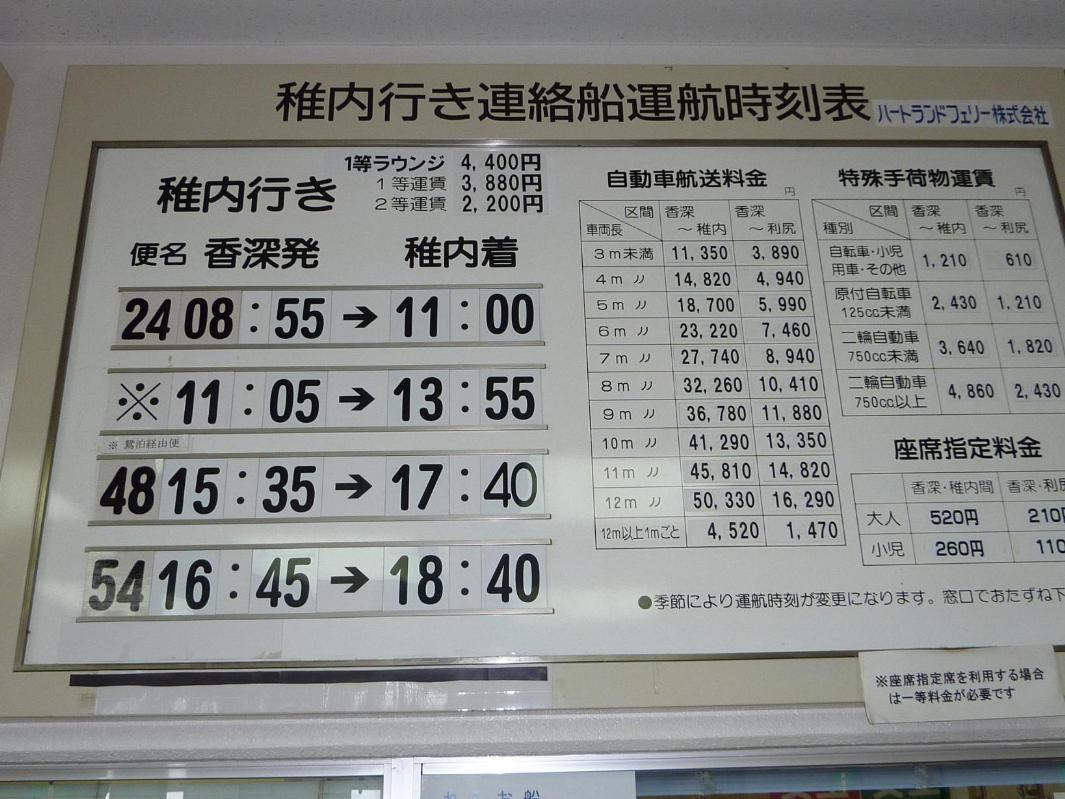 稚内行き連絡船運航時刻表 ハートランドフェリー株式会社
稚内行き
1等ラウンジ 4,400円
1等運賃 3,880円
2等運賃 2,200円
便名 香深発 稚内着
24 08:55 → 11:00
※ 11:05 → 13:55
※ 鴛泊経由便
48 15:35 → 17:40
54 16:45 → 18:40
自動車航送料金
円
区間 香深 香深
車両長 ～稚内 ～利尻
3m未満 11,350 3,890
4m 〃 14,820 4,940
5m 〃 18,700 5,990
6m 〃 23,220 7,460
7m 〃 27,740 8,940
8m 〃 32,260 10,410
9m 〃 36,780 11,880
10m 〃 41,290 13,350
11m 〃 45,810 14,820
12m 〃 50,330 16,290
12m以上1mごと 4,520 1,470
特殊手荷物運賃
円
区間 香深 香深
種別 ～稚内 ～利尻
自転車・小児
用車・その他 1,210 610
原付自転車
125cc未満 2,430 1,210
二輪自動車
750cc未満 3,640 1,820
二輪自動車
750cc以上 4,860 2,430
座席指定料金
香深・稚内間 香深・利尻
大人 520円 210円
小児 260円 110
●季節により運航時刻が変更になります。窓口でおたずね下
※座席指定席を利用する場合
は一等料金が必要です